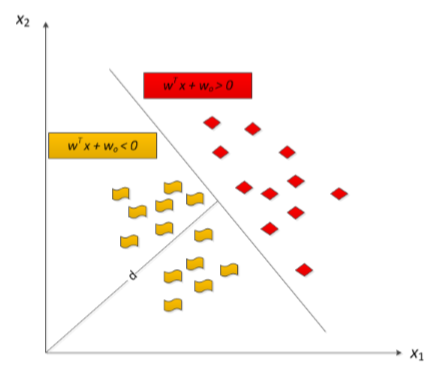 x₂
wᵀx + w₀ > 0
wᵀx + w₀ < 0
d
x₁